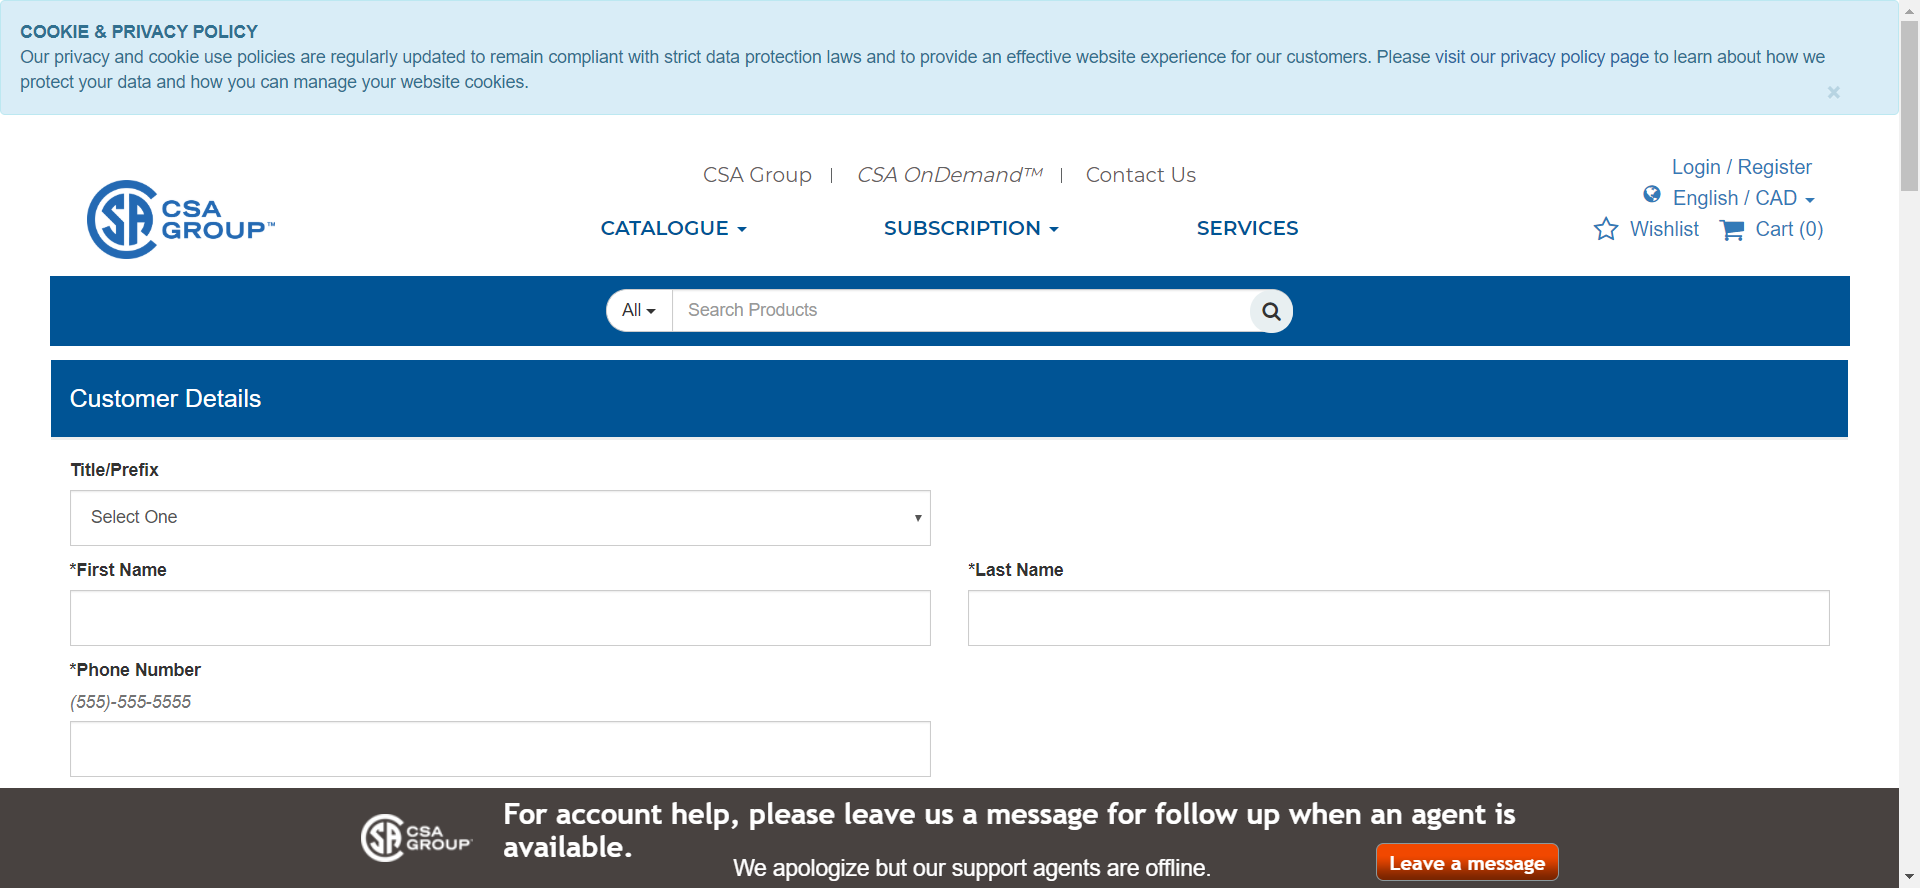 COOKIE & PRIVACY POLICY
Our privacy and cookie use policies are regularly updated to remain compliant with strict data protection laws and to provide an effective website experience for our customers. Please visit our privacy policy page to learn about how we
protect your data and how you can manage your website cookies.
×
CSA Group | CSA OnDemand™ | Contact Us
Login / Register
English / CAD
CSA
GROUP™
CATALOGUE SUBSCRIPTION SERVICES
Wishlist Cart (0)
All Search Products
Customer Details
Title/Prefix
Select One
*First Name *Last Name
*Phone Number
(555)-555-5555
For account help, please leave us a message for follow up when an agent is
available.
CSA
GROUP
We apologize but our support agents are offline.
Leave a message